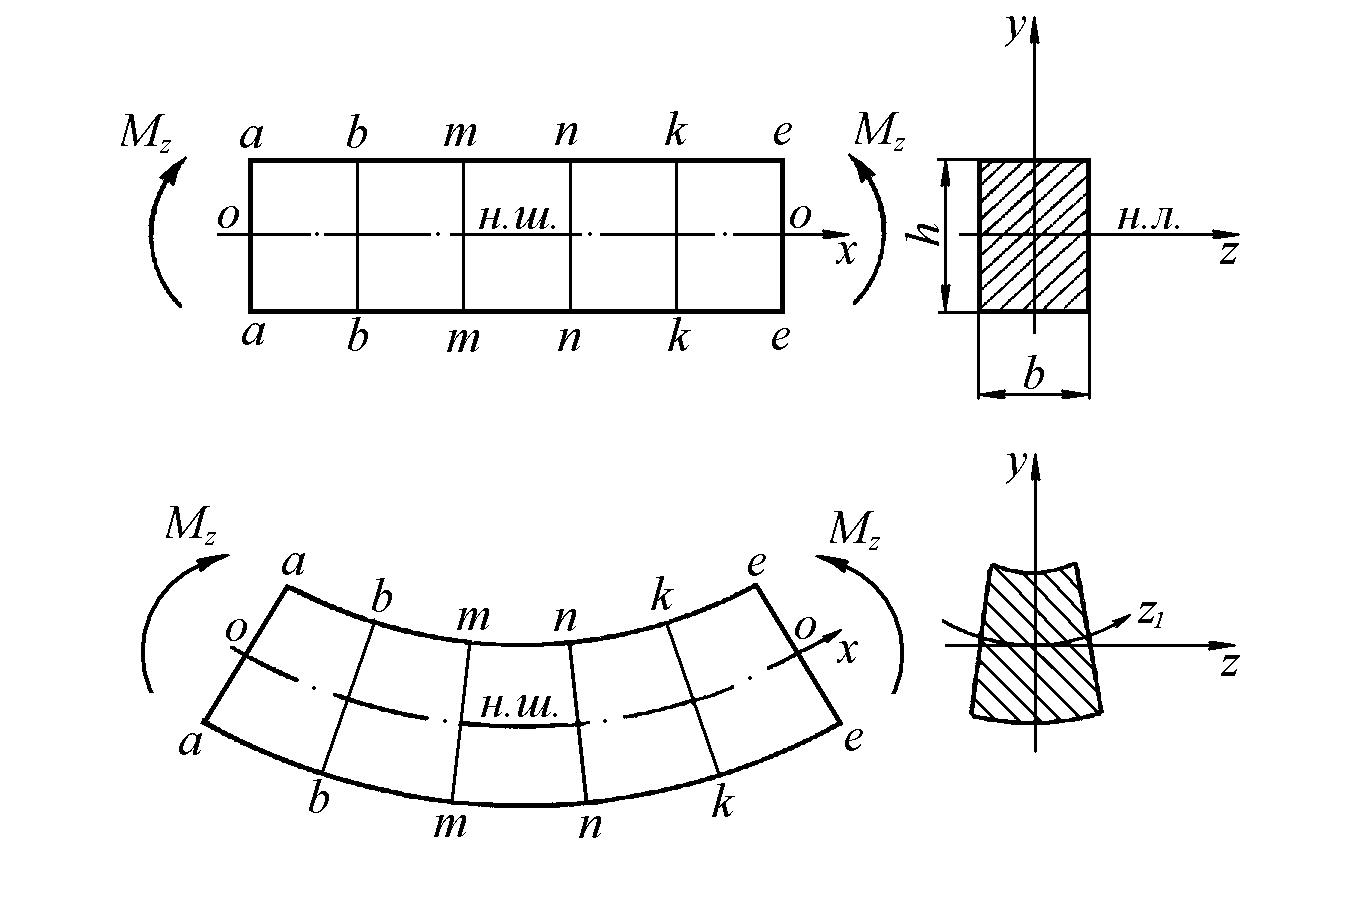 y
M_z a b m n k e M_z
o н.ш. o x h н.л. z
a b m n k e
b
y
M_z M_z
a b m n k e z_1
o н.ш. o x z
a b m n k e